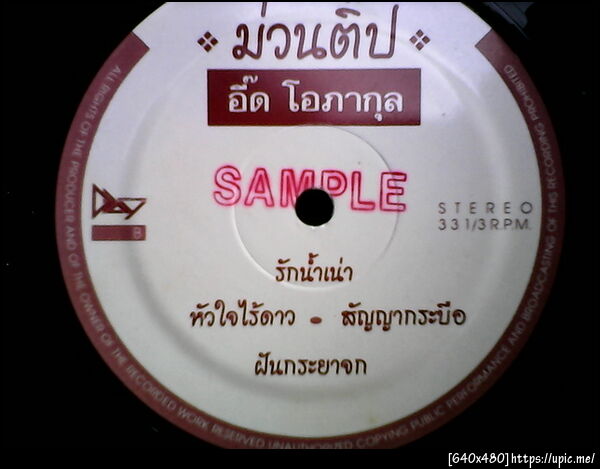 ม่วนติป
อี๊ด โอภากุล
SAMPLE
B
STEREO
33 1/3 R.P.M.
รักน้ำเน่า
หัวใจไร้ดาว • สัญญากระบือ
ฝันกระยาจก
ALL RIGHTS OF THE PRODUCER AND OF THE OWNER OF THE RECORDED WORK RESERVED UNAUTHORIZED COPYING PUBLIC PERFORMANCE AND BROADCASTING OF THIS RECORDING PROHIBITED
[640x480]https://upic.me/